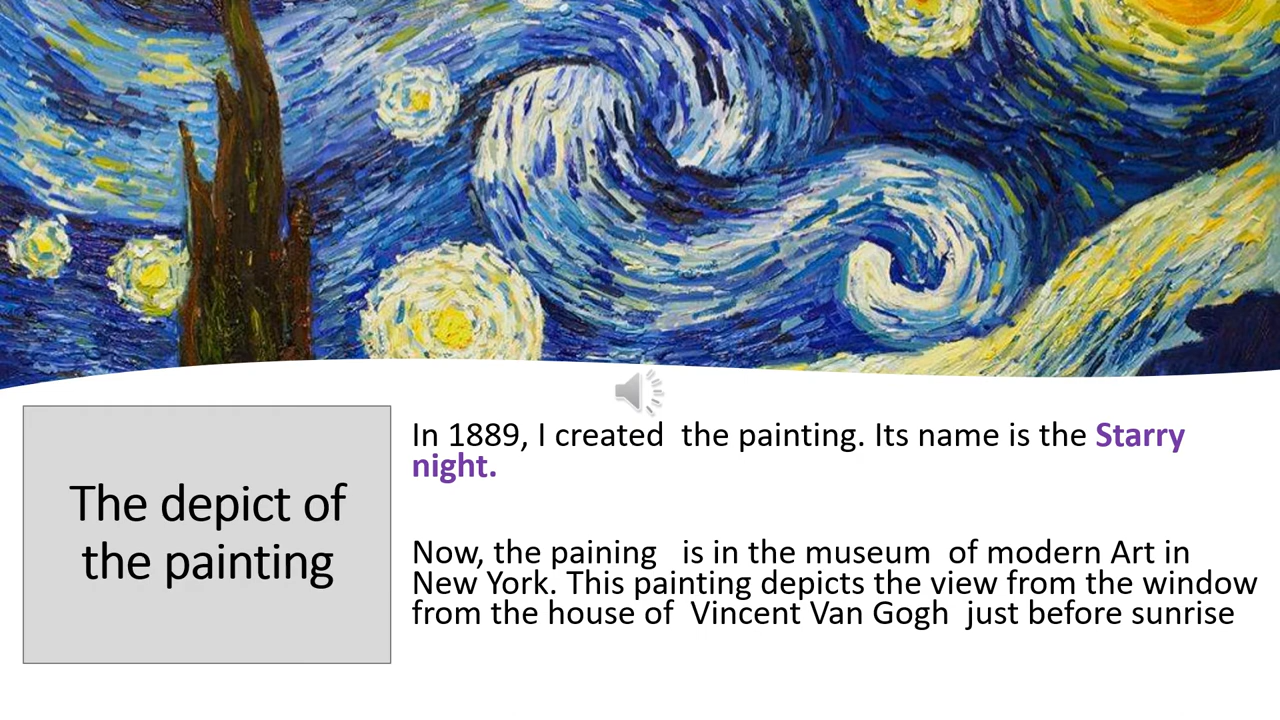 The depict of
the painting
In 1889, I created  the painting. Its name is the Starry
night.
Now, the paining   is in the museum  of modern Art in
New York. This painting depicts the view from the window
from the house of  Vincent Van Gogh  just before sunrise